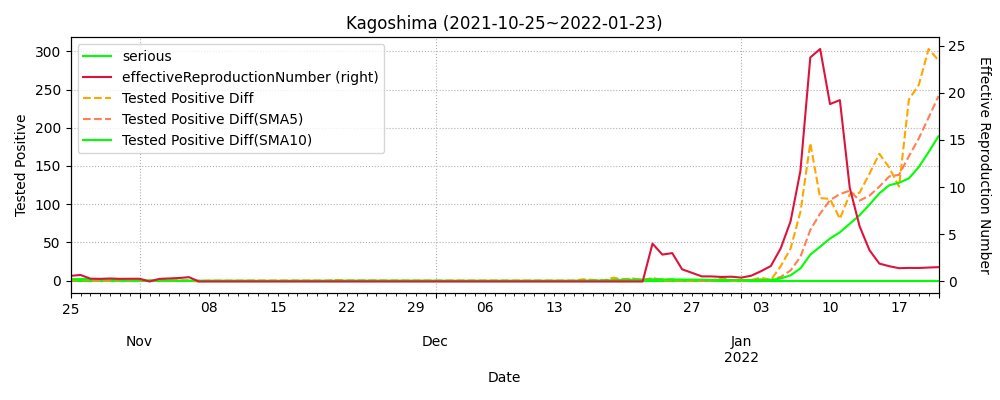 Kagoshima (2021-10-25~2022-01-23)
serious
effectiveReproductionNumber (right)
Tested Positive Diff
Tested Positive Diff(SMA5)
Tested Positive Diff(SMA10)
Tested Positive
300
250
200
150
100
50
0
Effective Reproduction Number
25
20
15
10
5
0
25 08 15 22 29 06 13 20 27 03 10 17
Nov Dec Jan
2022
Date